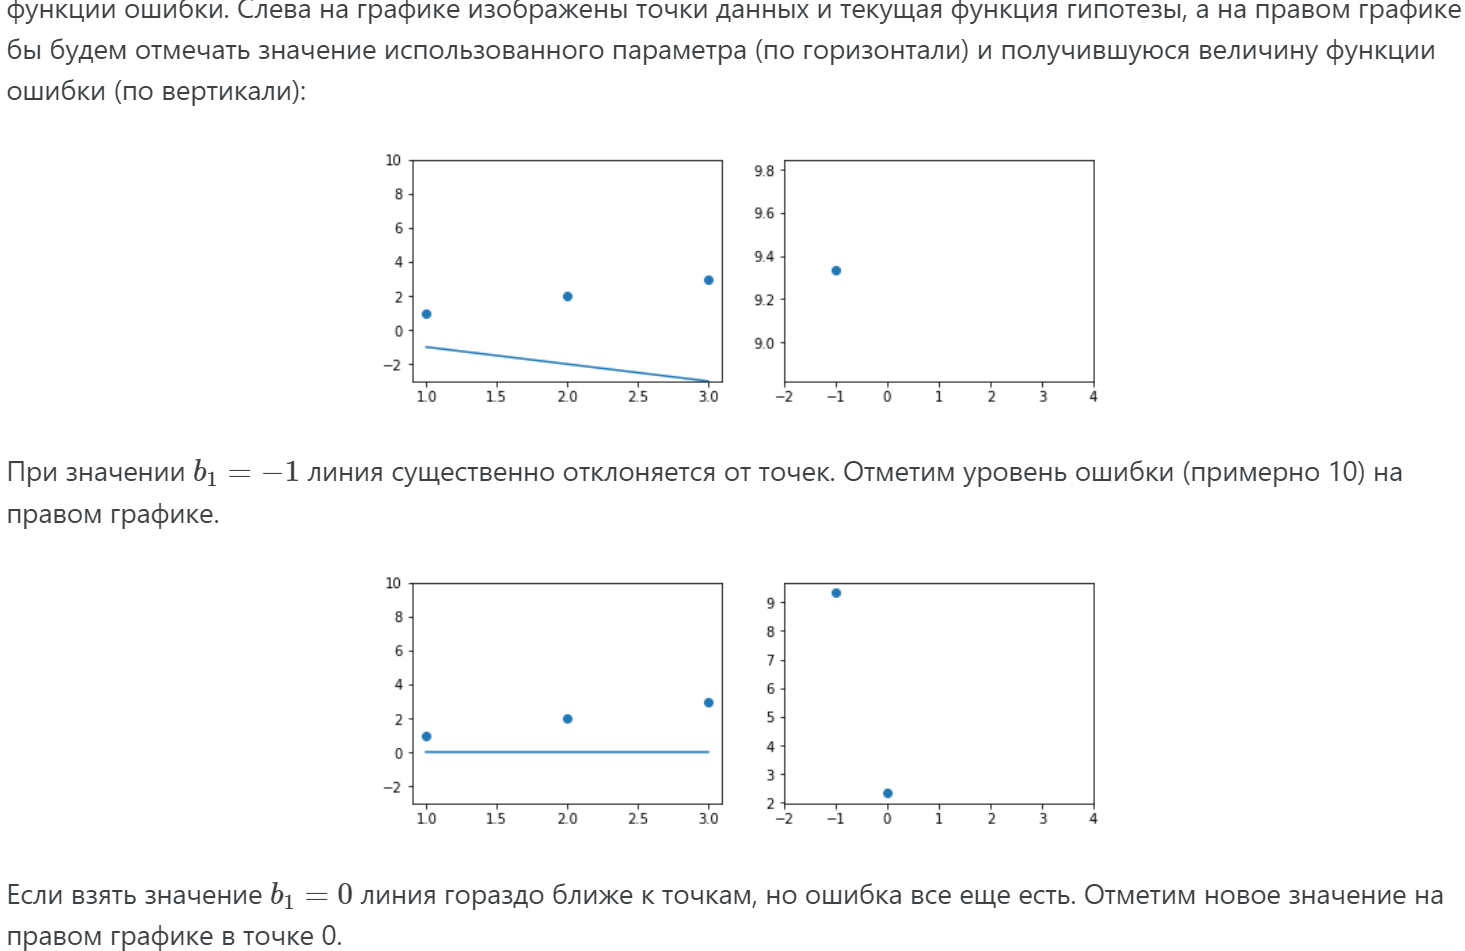 функции ошибки. Слева на графике изображены точки данных и текущая функция гипотезы, а на правом графике
бы будем отмечать значение использованного параметра (по горизонтали) и получившуюся величину функции
ошибки (по вертикали):
10
8
6
4
2
0
−2
1.0 1.5 2.0 2.5 3.0
9.8
9.6
9.4
9.2
9.0
−2 −1 0 1 2 3 4
При значении b₁ = −1 линия существенно отклоняется от точек. Отметим уровень ошибки (примерно 10) на
правом графике.
10
8
6
4
2
0
−2
1.0 1.5 2.0 2.5 3.0
9
8
7
6
5
4
3
2
−2 −1 0 1 2 3 4
Если взять значение b₁ = 0 линия гораздо ближе к точкам, но ошибка все еще есть. Отметим новое значение на
правом графике в точке 0.